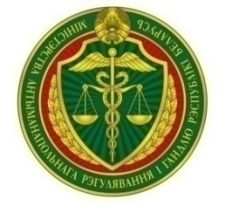 МІНІСТЭРСТВА АНТЫМАНАПОЛЬНАГА РЭГУЛЯВАННЯ І ГАНДЛЮ РЭСПУБЛІКІ БЕЛАРУСЬ